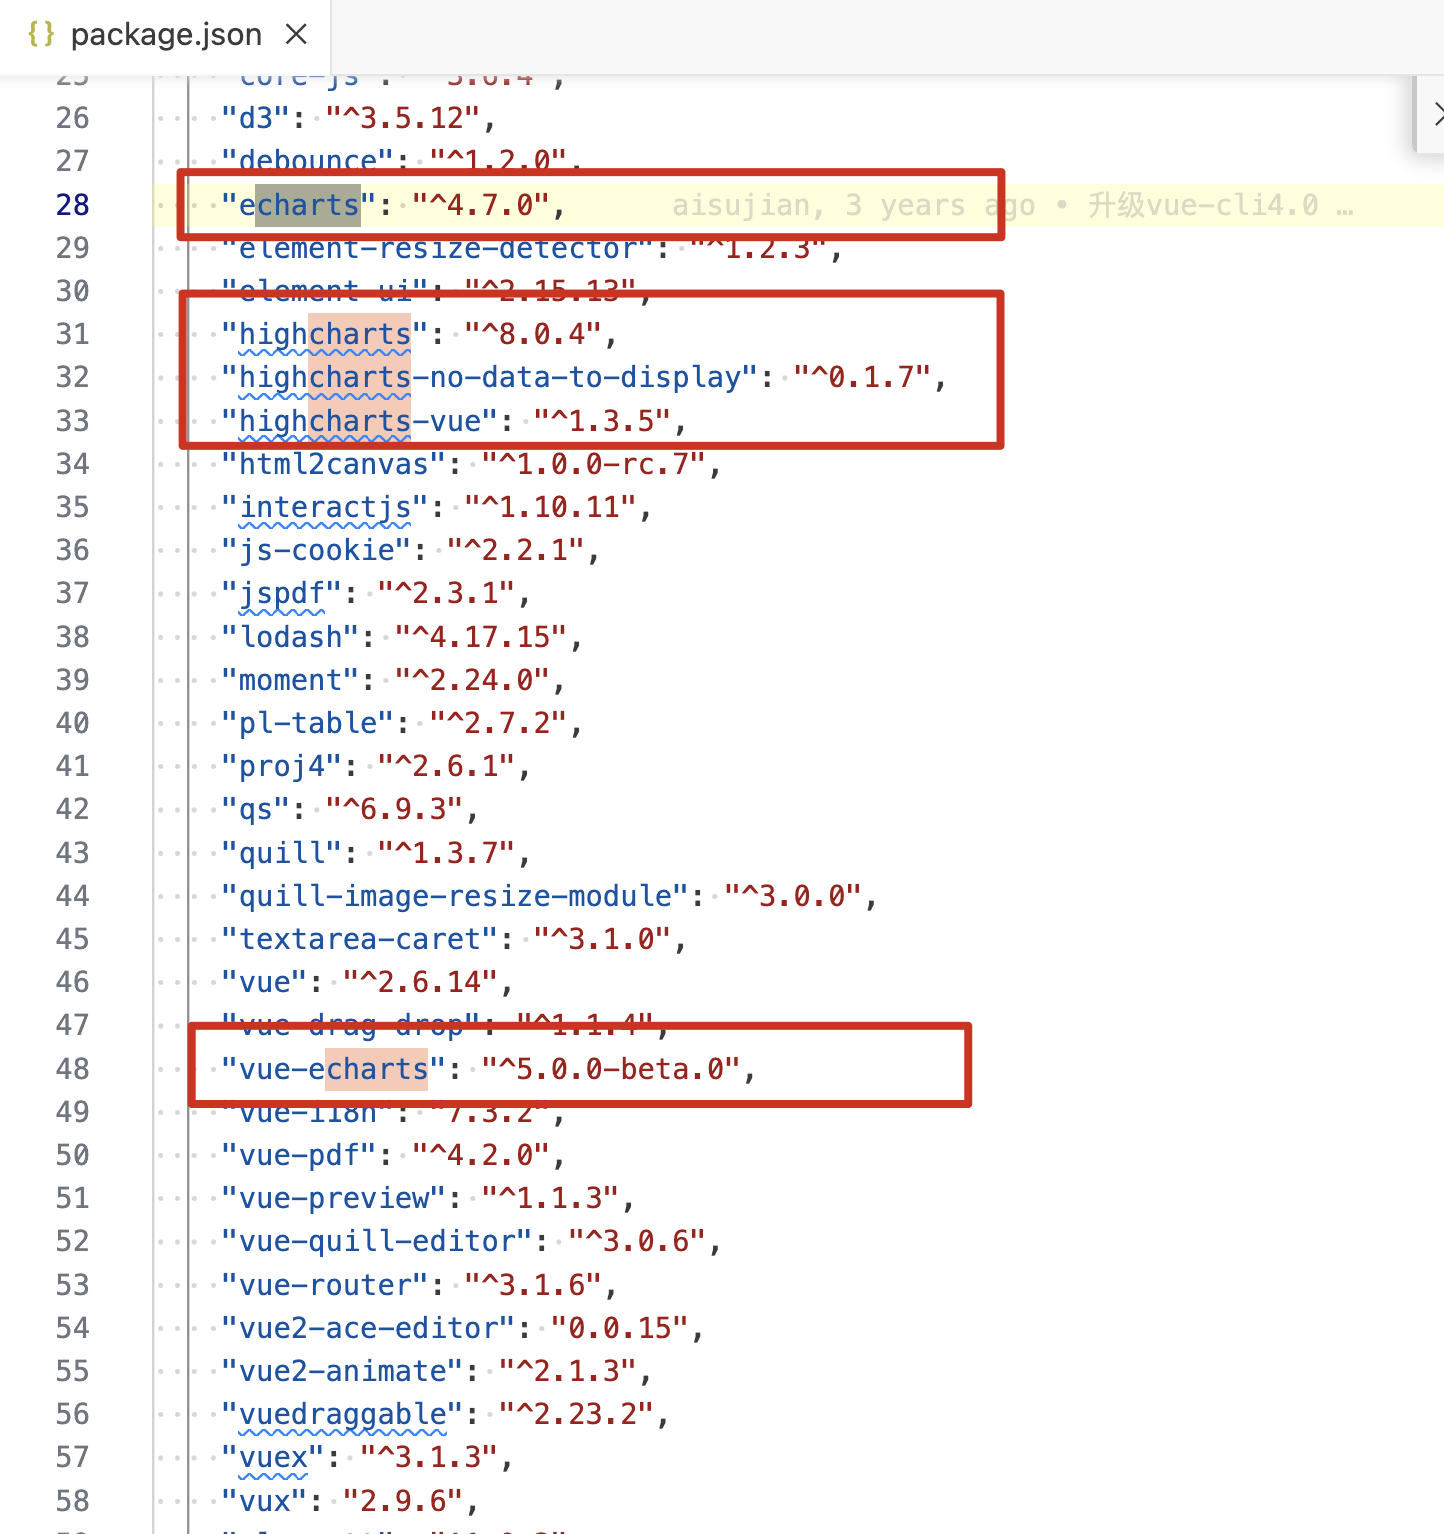 {} package.json ×
25 "core-js": "^3.6.4",
26 "d3": "^3.5.12",
27 "debounce": "^1.2.0",
28 "echarts": "^4.7.0", aisujian, 3 years ago • 升级vue-cli4.0 …
29 "element-resize-detector": "^1.2.3",
30 "element-ui": "^2.15.13",
31 "highcharts": "^8.0.4",
32 "highcharts-no-data-to-display": "^0.1.7",
33 "highcharts-vue": "^1.3.5",
34 "html2canvas": "^1.0.0-rc.7",
35 "interactjs": "^1.10.11",
36 "js-cookie": "^2.2.1",
37 "jspdf": "^2.3.1",
38 "lodash": "^4.17.15",
39 "moment": "^2.24.0",
40 "pl-table": "^2.7.2",
41 "proj4": "^2.6.1",
42 "qs": "^6.9.3",
43 "quill": "^1.3.7",
44 "quill-image-resize-module": "^3.0.0",
45 "textarea-caret": "^3.1.0",
46 "vue": "^2.6.14",
47 "vue-drag-drop": "^1.1.4",
48 "vue-echarts": "^5.0.0-beta.0",
49 "vue-i18n": "7.3.2",
50 "vue-pdf": "^4.2.0",
51 "vue-preview": "^1.1.3",
52 "vue-quill-editor": "^3.0.6",
53 "vue-router": "^3.1.6",
54 "vue2-ace-editor": "0.0.15",
55 "vue2-animate": "^2.1.3",
56 "vuedraggable": "^2.23.2",
57 "vuex": "^3.1.3",
58 "vux": "2.9.6",